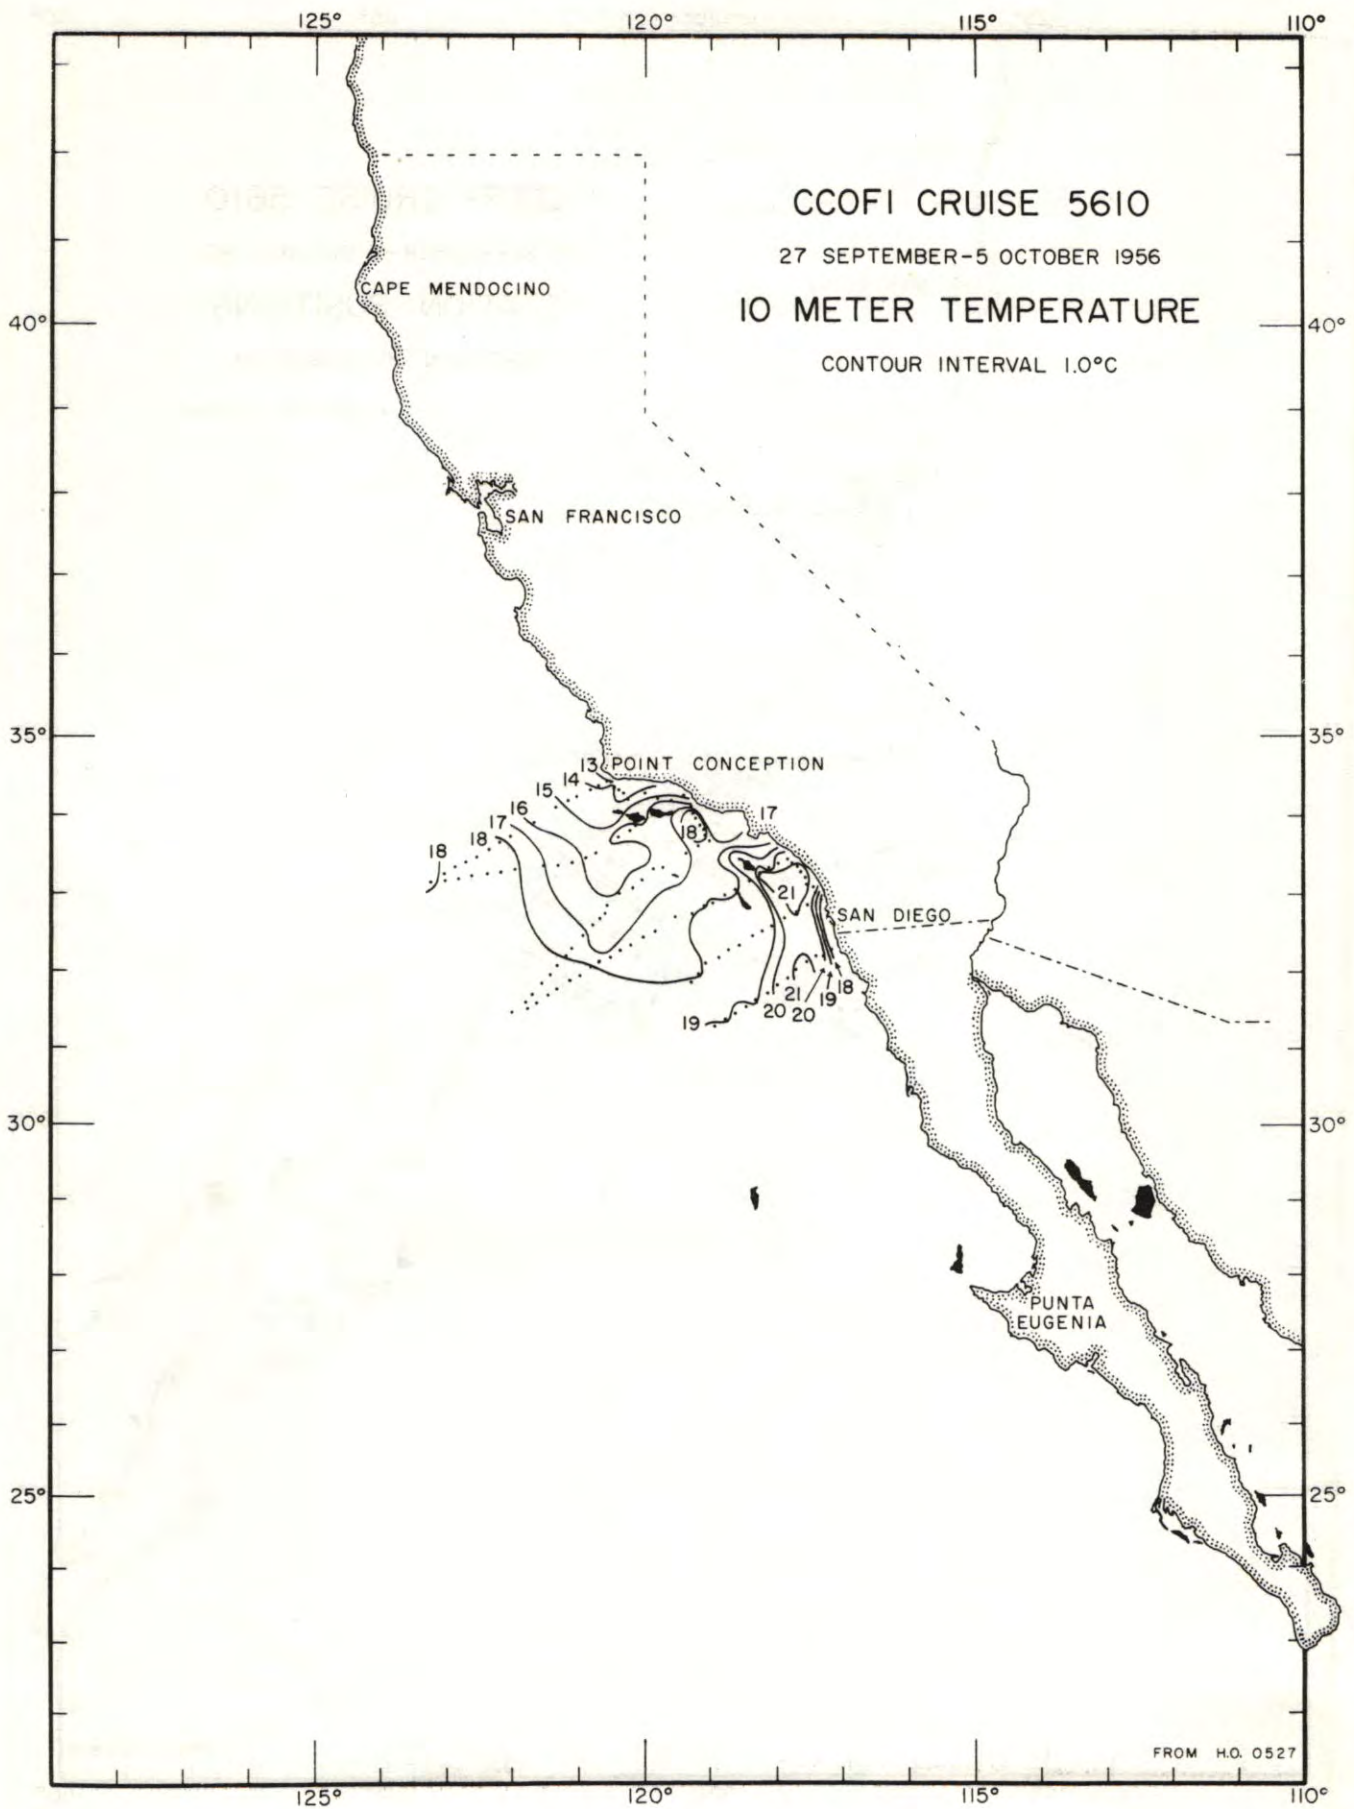 125° 120° 115° 110°
CCOFI CRUISE 5610
27 SEPTEMBER-5 OCTOBER 1956
10 METER TEMPERATURE
CONTOUR INTERVAL 1.0°C
CAPE MENDOCINO
40° 40°
SAN FRANCISCO
35° 35°
13 POINT CONCEPTION
14
15
16
17
18
18
17
18
21
SAN DIEGO
18
19
21
20
20
19
30° 30°
PUNTA
EUGENIA
25° 25°
FROM H.O. 0527
125° 120° 115° 110°